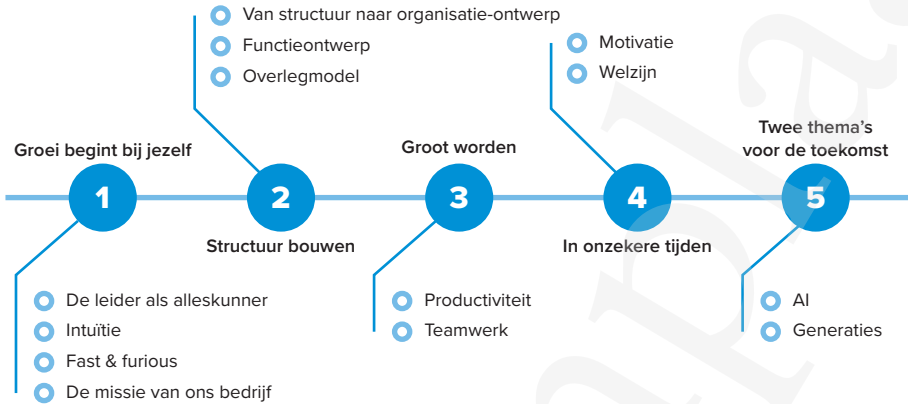 Van structuur naar organisatie-ontwerp
Functieontwerp
Overlegmodel
Motivatie
Welzijn
Groei begint bij jezelf
Groot worden
Twee thema's
voor de toekomst
1
2
3
4
5
Structuur bouwen
In onzekere tijden
De leider als alleskunner
Intuïtie
Fast & furious
De missie van ons bedrijf
Productiviteit
Teamwerk
AI
Generaties